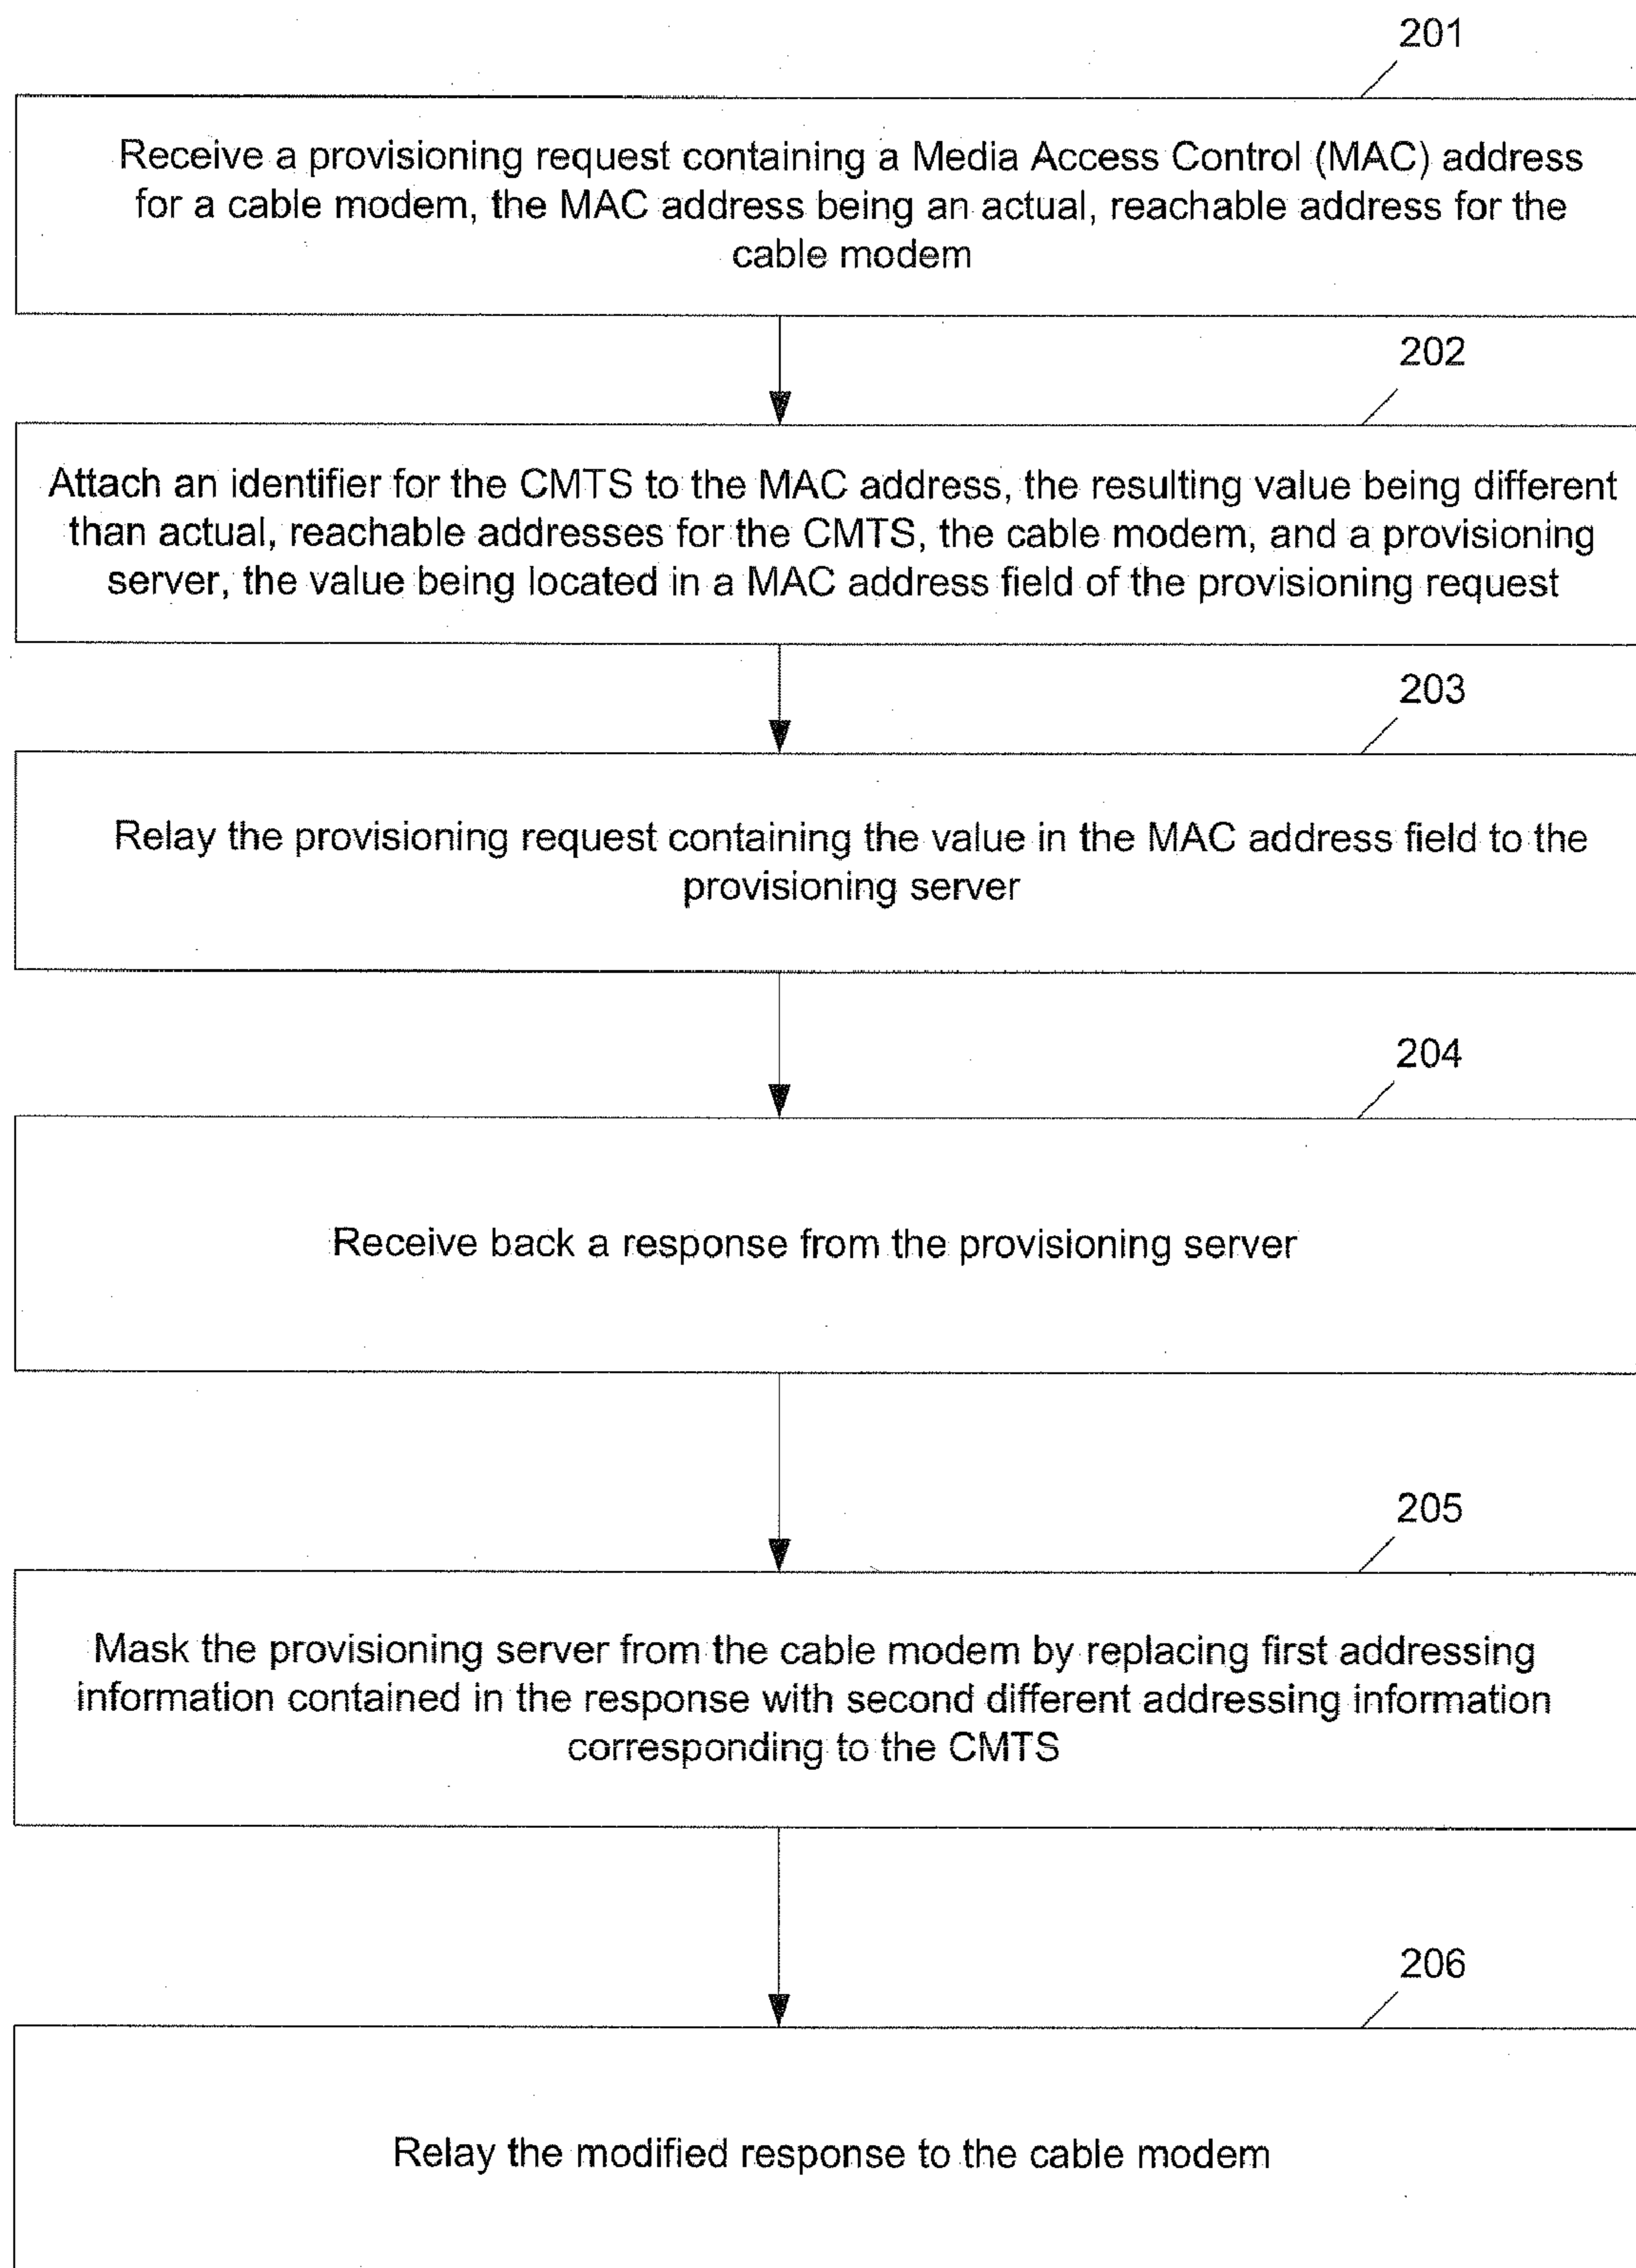 201
Receive a provisioning request containing a Media Access Control (MAC) address
for a cable modem, the MAC address being an actual, reachable address for the
cable modem
202
Attach an identifier for the CMTS to the MAC address, the resulting value being different
than actual, reachable addresses for the CMTS, the cable modem, and a provisioning
server, the value being located in a MAC address field of the provisioning request
203
Relay the provisioning request containing the value in the MAC address field to the
provisioning server
204
Receive back a response from the provisioning server
205
Mask the provisioning server from the cable modem by replacing first addressing
information contained in the response with second different addressing information
corresponding to the CMTS
206
Relay the modified response to the cable modem